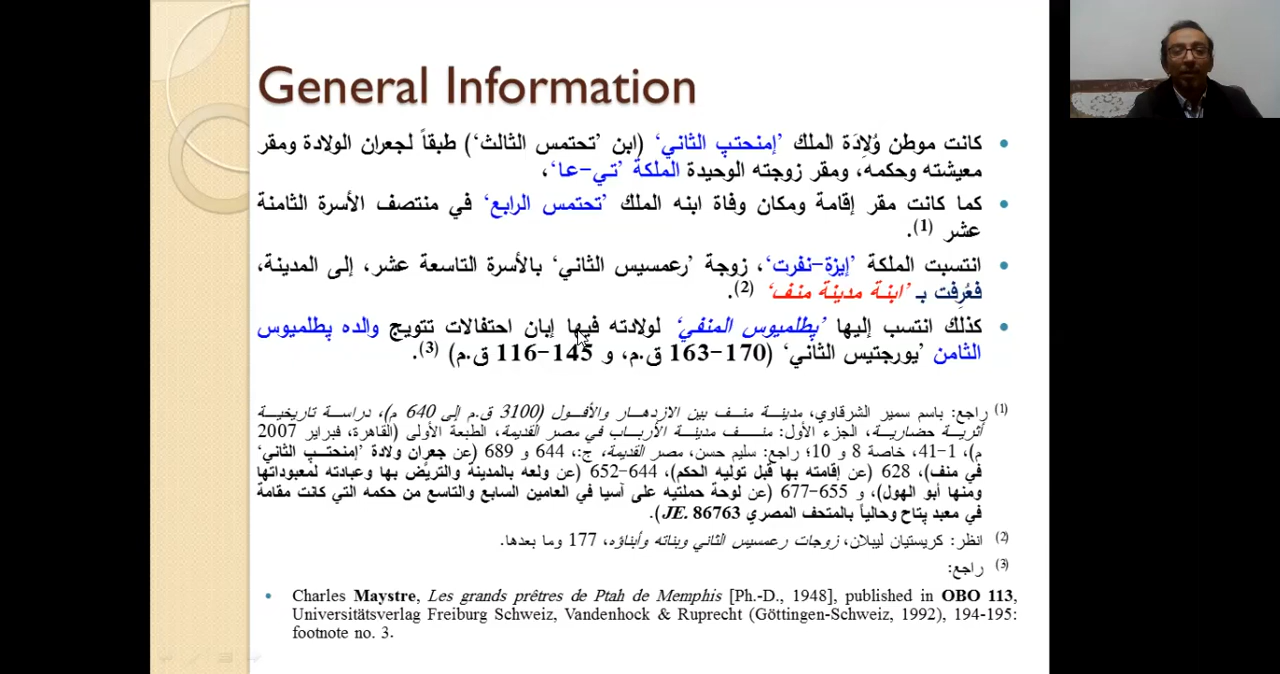 General Information
• كانت موطن وُلِادَة الملك ’إمنحتپ الثاني‘ (ابن ’تحتمس الثالث‘) طبقاً لجعران الولادة ومقر
معيشته وحكمه، ومقر زوجته الوحيدة الملكة ’تي-عا‘،
• كما كانت مقر إقامة ومكان وفاة ابنه الملك ’تحتمس الرابع‘ في منتصف الأسرة الثامنة
عشر (1).
• انتسبت الملكة ’إيزة-نفرت‘، زوجة ’رعمسيس الثاني‘ بالأسرة التاسعة عشر، إلى المدينة،
فعُرِفت بـ ’ابنة مدينة منف‘ (2).
• كذلك انتسب إليها ’پطلميوس المنفي‘ لولادته فيها إبان احتفالات تتويج والده پطلميوس
الثامن ’يورجتيس الثاني‘ (170-163 ق.م، و 145-116 ق.م) (3).
(1) راجع: باسم سمير الشرقاوي، مدينة منف بين الازدهار والأفول (3100 ق.م إلى 640 م)، دراسة تاريخية
أثرية حضارية، الجزء الأول: منف مدينة الأرباب في مصر القديمة، الطبعة الأولى (القاهرة، فبراير 2007
م)، 1-41، خاصة 8 و 10؛ راجع: سليم حسن، مصر القديمة، ج:، 644 و 689 (عن جعران ولادة ’إمنحتپ الثاني‘
في منف)، 628 (عن إقامته بها قبل توليه الحكم)، 644-652 (عن ولعه بالمدينة والتريُّض بها وعبادته لمعبوداتها
ومنها أبو الهول)، و 655-677 (عن لوحة حملتيه على آسيا في العامين السابع والتاسع من حكمه التي كانت مقامة
في معبد پتاح وحالياً بالمتحف المصري JE. 86763).
(2) انظر: كريستيان ليبلان، زوجات رعمسيس الثاني وبناته وأبناؤه، 177 وما بعدها.
(3) راجع:
• Charles Maystre, Les grands prêtres de Ptah de Memphis [Ph.-D., 1948], published in OBO 113,
Universitätsverlag Freiburg Schweiz, Vandenhock & Ruprecht (Göttingen-Schweiz, 1992), 194-195:
footnote no. 3.